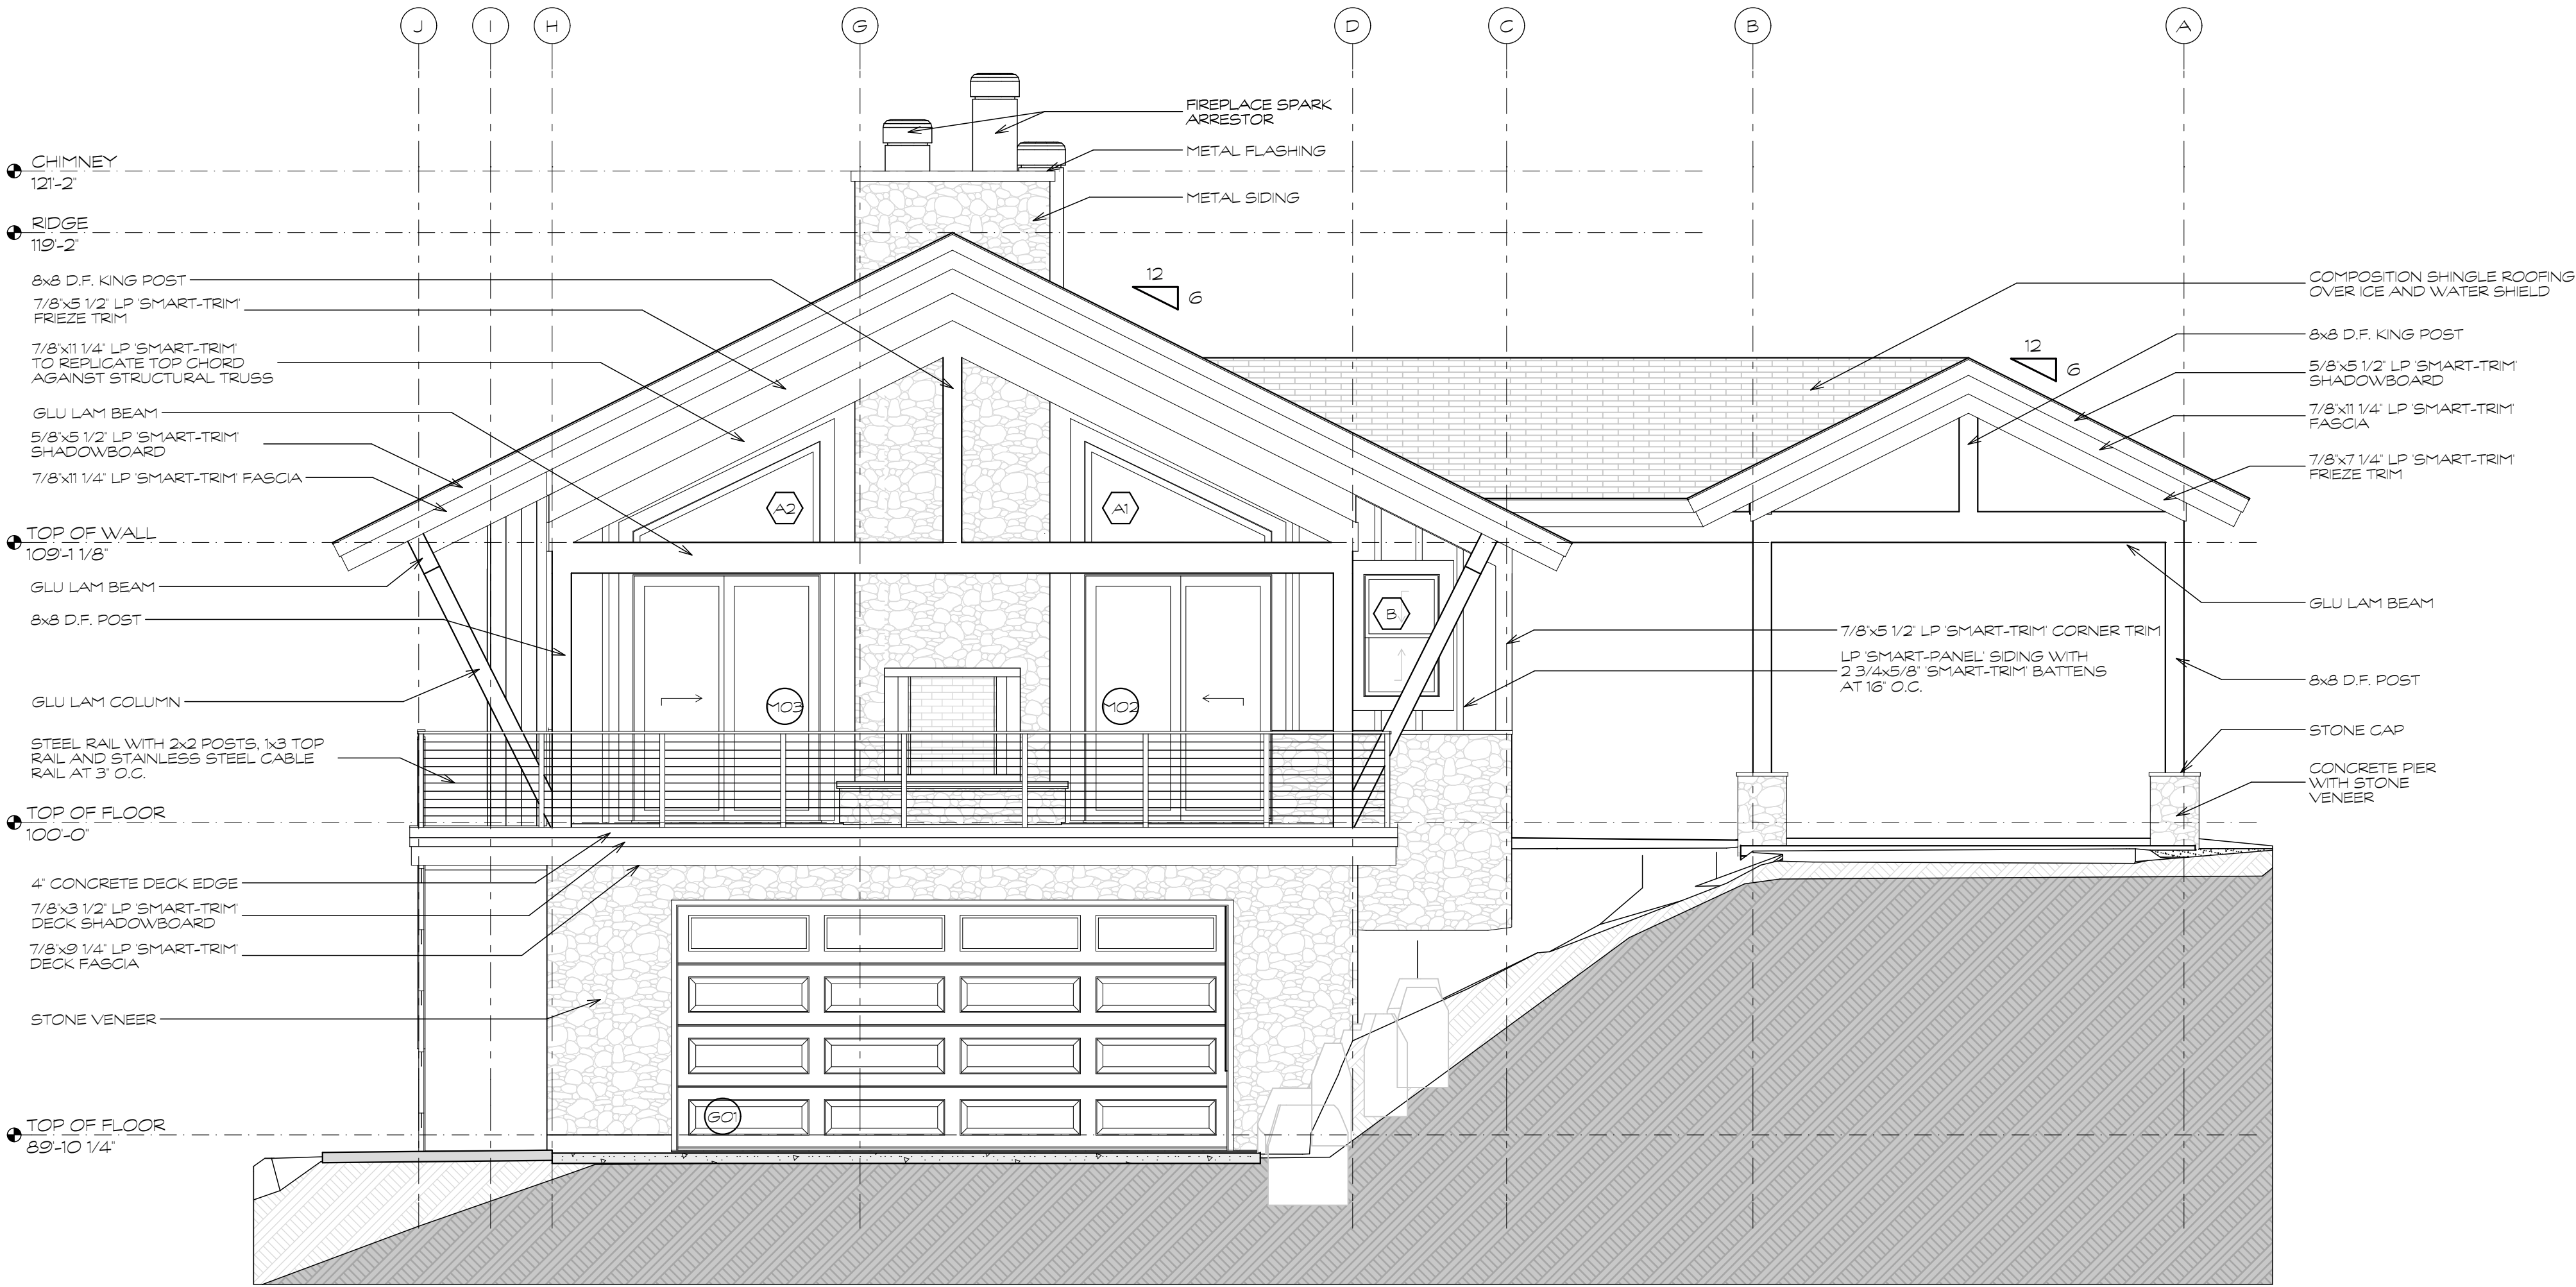 J
I
H
G
D
C
B
A
FIREPLACE SPARK
ARRESTOR
METAL FLASHING
METAL SIDING
CHIMNEY
121'-2"
RIDGE
119'-2"
8x8 D.F. KING POST
7/8"x5 1/2" LP 'SMART-TRIM'
FRIEZE TRIM
7/8"x11 1/4" LP 'SMART-TRIM'
TO REPLICATE TOP CHORD
AGAINST STRUCTURAL TRUSS
GLU LAM BEAM
5/8"x5 1/2" LP 'SMART-TRIM'
SHADOWBOARD
7/8"x11 1/4" LP 'SMART-TRIM' FASCIA
TOP OF WALL
109'-1 1/8"
GLU LAM BEAM
8x8 D.F. POST
GLU LAM COLUMN
STEEL RAIL WITH 2x2 POSTS, 1x3 TOP
RAIL AND STAINLESS STEEL CABLE
RAIL AT 3" O.C.
TOP OF FLOOR
100'-0"
4" CONCRETE DECK EDGE
7/8"x3 1/2" LP 'SMART-TRIM'
DECK SHADOWBOARD
7/8"x9 1/4" LP 'SMART-TRIM'
DECK FASCIA
STONE VENEER
TOP OF FLOOR
89'-10 1/4"
12
6
A2
A1
B
M03
M02
G01
7/8"x5 1/2" LP 'SMART-TRIM' CORNER TRIM
LP 'SMART-PANEL' SIDING WITH
2 3/4x5/8" 'SMART-TRIM' BATTENS
AT 16" O.C.
12
6
COMPOSITION SHINGLE ROOFING
OVER ICE AND WATER SHIELD
8x8 D.F. KING POST
5/8"x5 1/2" LP 'SMART-TRIM'
SHADOWBOARD
7/8"x11 1/4" LP 'SMART-TRIM'
FASCIA
7/8"x7 1/4" LP 'SMART-TRIM'
FRIEZE TRIM
GLU LAM BEAM
8x8 D.F. POST
STONE CAP
CONCRETE PIER
WITH STONE
VENEER